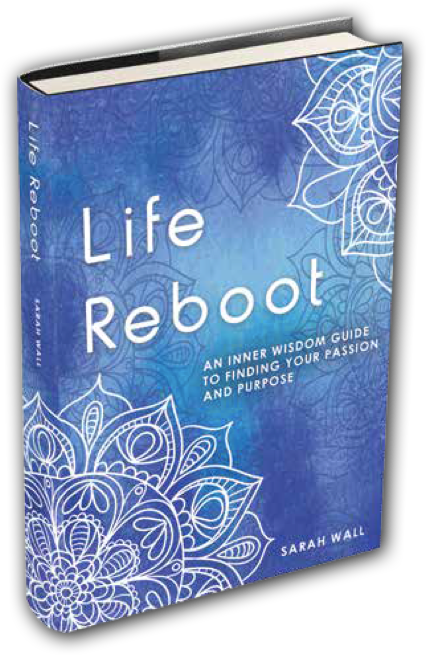 Life Reboot
SARAH WALL
Life
Reboot
AN INNER WISDOM GUIDE
TO FINDING YOUR PASSION
AND PURPOSE
SARAH WALL